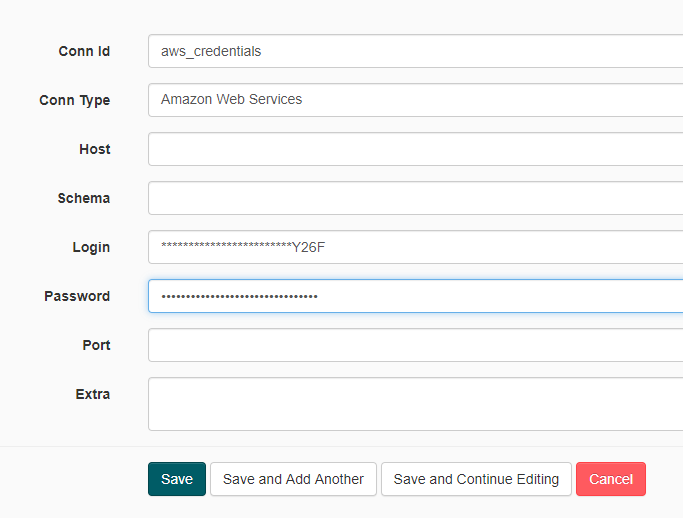 Conn Id aws_credentials
Conn Type Amazon Web Services
Host
Schema
Login ************************Y26F
Password ••••••••••••••••••••••••••••••••
Port
Extra
Save Save and Add Another Save and Continue Editing Cancel